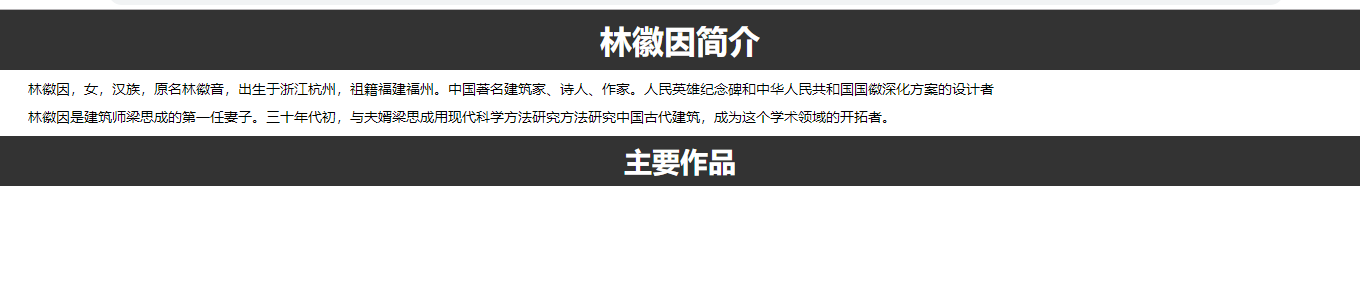 林徽因简介
林徽因，女，汉族，原名林徽音，出生于浙江杭州，祖籍福建福州。中国著名建筑家、诗人、作家。人民英雄纪念碑和中华人民共和国国徽深化方案的设计者
林徽因是建筑师梁思成的第一任妻子。三十年代初，与夫婿梁思成用现代科学方法研究方法研究中国古代建筑，成为这个学术领域的开拓者。
主要作品